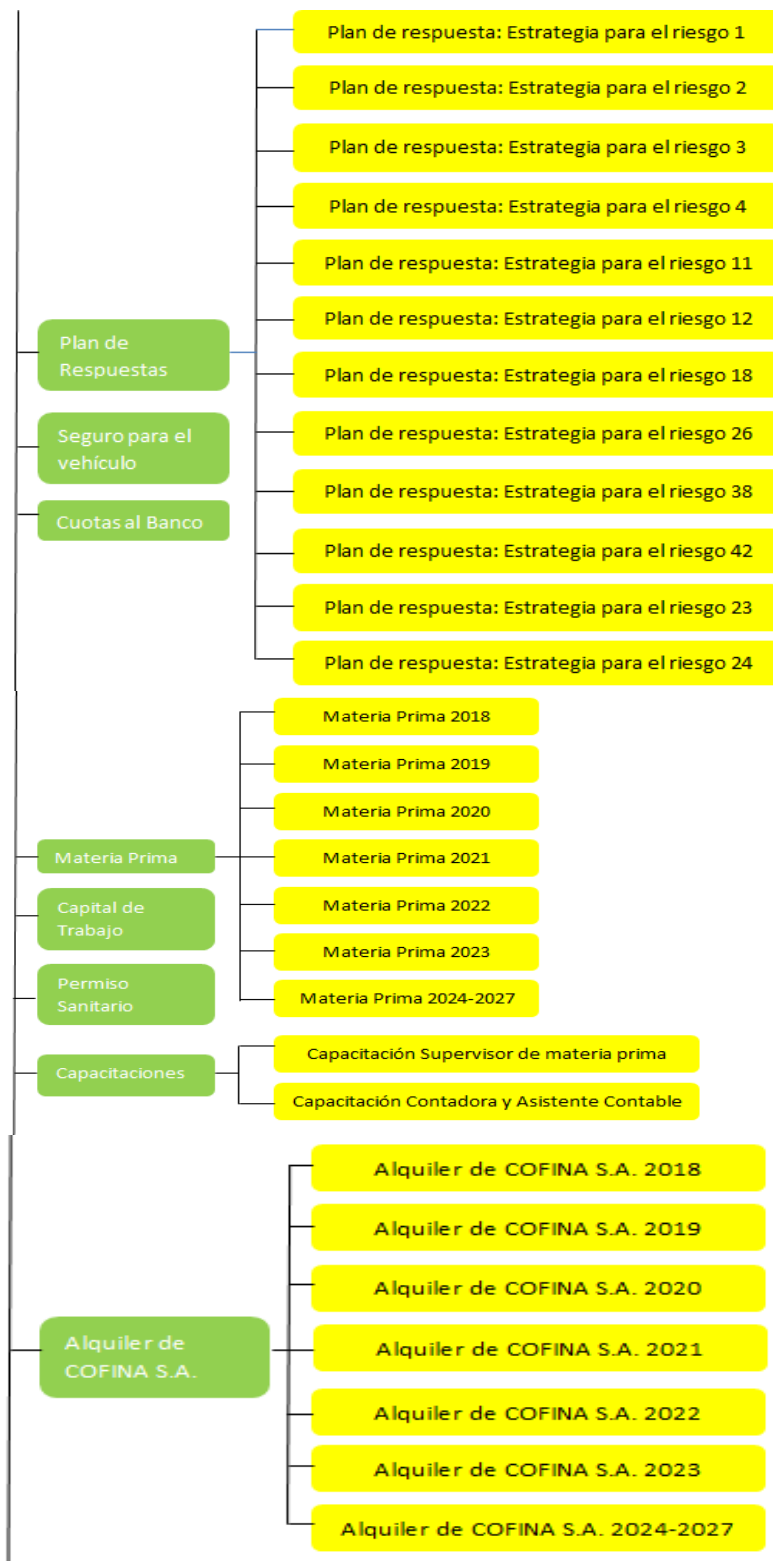 Plan de respuesta: Estrategia para el riesgo 1
Plan de respuesta: Estrategia para el riesgo 2
Plan de respuesta: Estrategia para el riesgo 3
Plan de respuesta: Estrategia para el riesgo 4
Plan de respuesta: Estrategia para el riesgo 11
Plan de respuesta: Estrategia para el riesgo 12
Plan de
Respuestas
Plan de respuesta: Estrategia para el riesgo 18
Seguro para el
vehículo
Plan de respuesta: Estrategia para el riesgo 26
Plan de respuesta: Estrategia para el riesgo 38
Cuotas al Banco
Plan de respuesta: Estrategia para el riesgo 42
Plan de respuesta: Estrategia para el riesgo 23
Plan de respuesta: Estrategia para el riesgo 24
Materia Prima 2018
Materia Prima 2019
Materia Prima 2020
Materia Prima
Materia Prima 2021
Capital de
Trabajo
Materia Prima 2022
Materia Prima 2023
Permiso
Sanitario
Materia Prima 2024-2027
Capacitaciones
Capacitación Supervisor de materia prima
Capacitación Contadora y Asistente Contable
Alquiler de COFINA S.A. 2018
Alquiler de COFINA S.A. 2019
Alquiler de COFINA S.A. 2020
Alquiler de
COFINA S.A.
Alquiler de COFINA S.A. 2021
Alquiler de COFINA S.A. 2022
Alquiler de COFINA S.A. 2023
Alquiler de COFINA S.A. 2024-2027